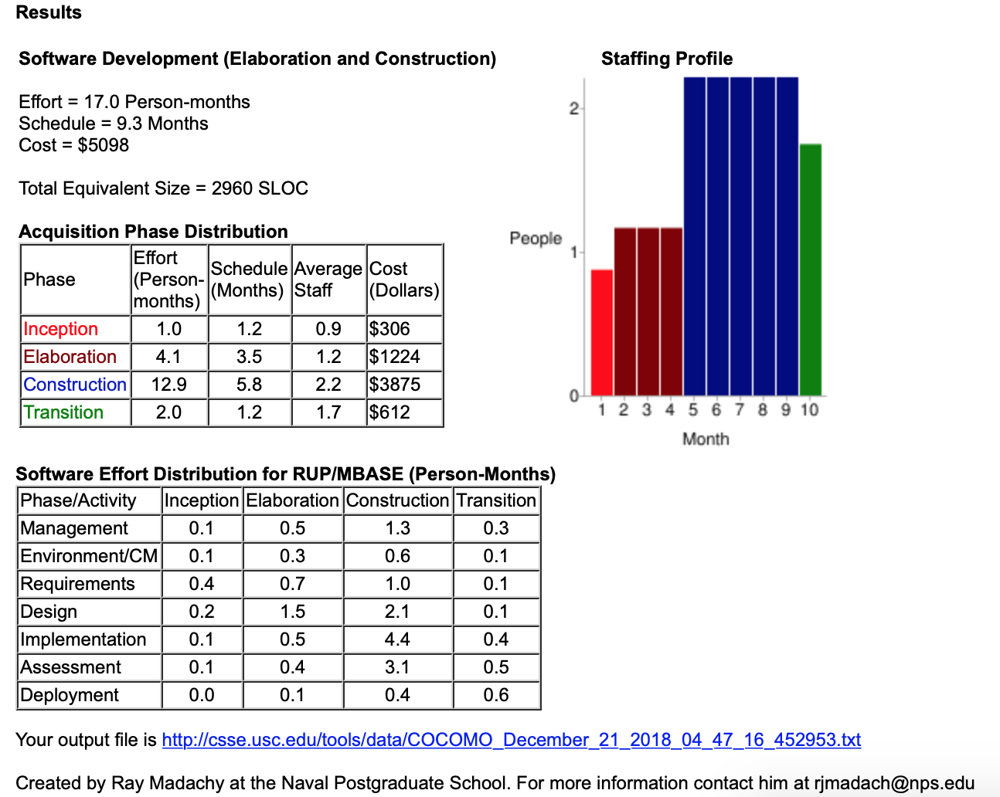 Results
Software Development (Elaboration and Construction)
Effort = 17.0 Person-months
Schedule = 9.3 Months
Cost = $5098
Total Equivalent Size = 2960 SLOC
Acquisition Phase Distribution
Phase Effort (Person-months) Schedule (Months) Average Staff Cost (Dollars)
Inception 1.0 1.2 0.9 $306
Elaboration 4.1 3.5 1.2 $1224
Construction 12.9 5.8 2.2 $3875
Transition 2.0 1.2 1.7 $612
Staffing Profile
2
People
1
0
1 2 3 4 5 6 7 8 9 10
Month
Software Effort Distribution for RUP/MBASE (Person-Months)
Phase/Activity Inception Elaboration Construction Transition
Management 0.1 0.5 1.3 0.3
Environment/CM 0.1 0.3 0.6 0.1
Requirements 0.4 0.7 1.0 0.1
Design 0.2 1.5 2.1 0.1
Implementation 0.1 0.5 4.4 0.4
Assessment 0.1 0.4 3.1 0.5
Deployment 0.0 0.1 0.4 0.6
Your output file is http://csse.usc.edu/tools/data/COCOMO_December_21_2018_04_47_16_452953.txt
Created by Ray Madachy at the Naval Postgraduate School. For more information contact him at rjmadach@nps.edu